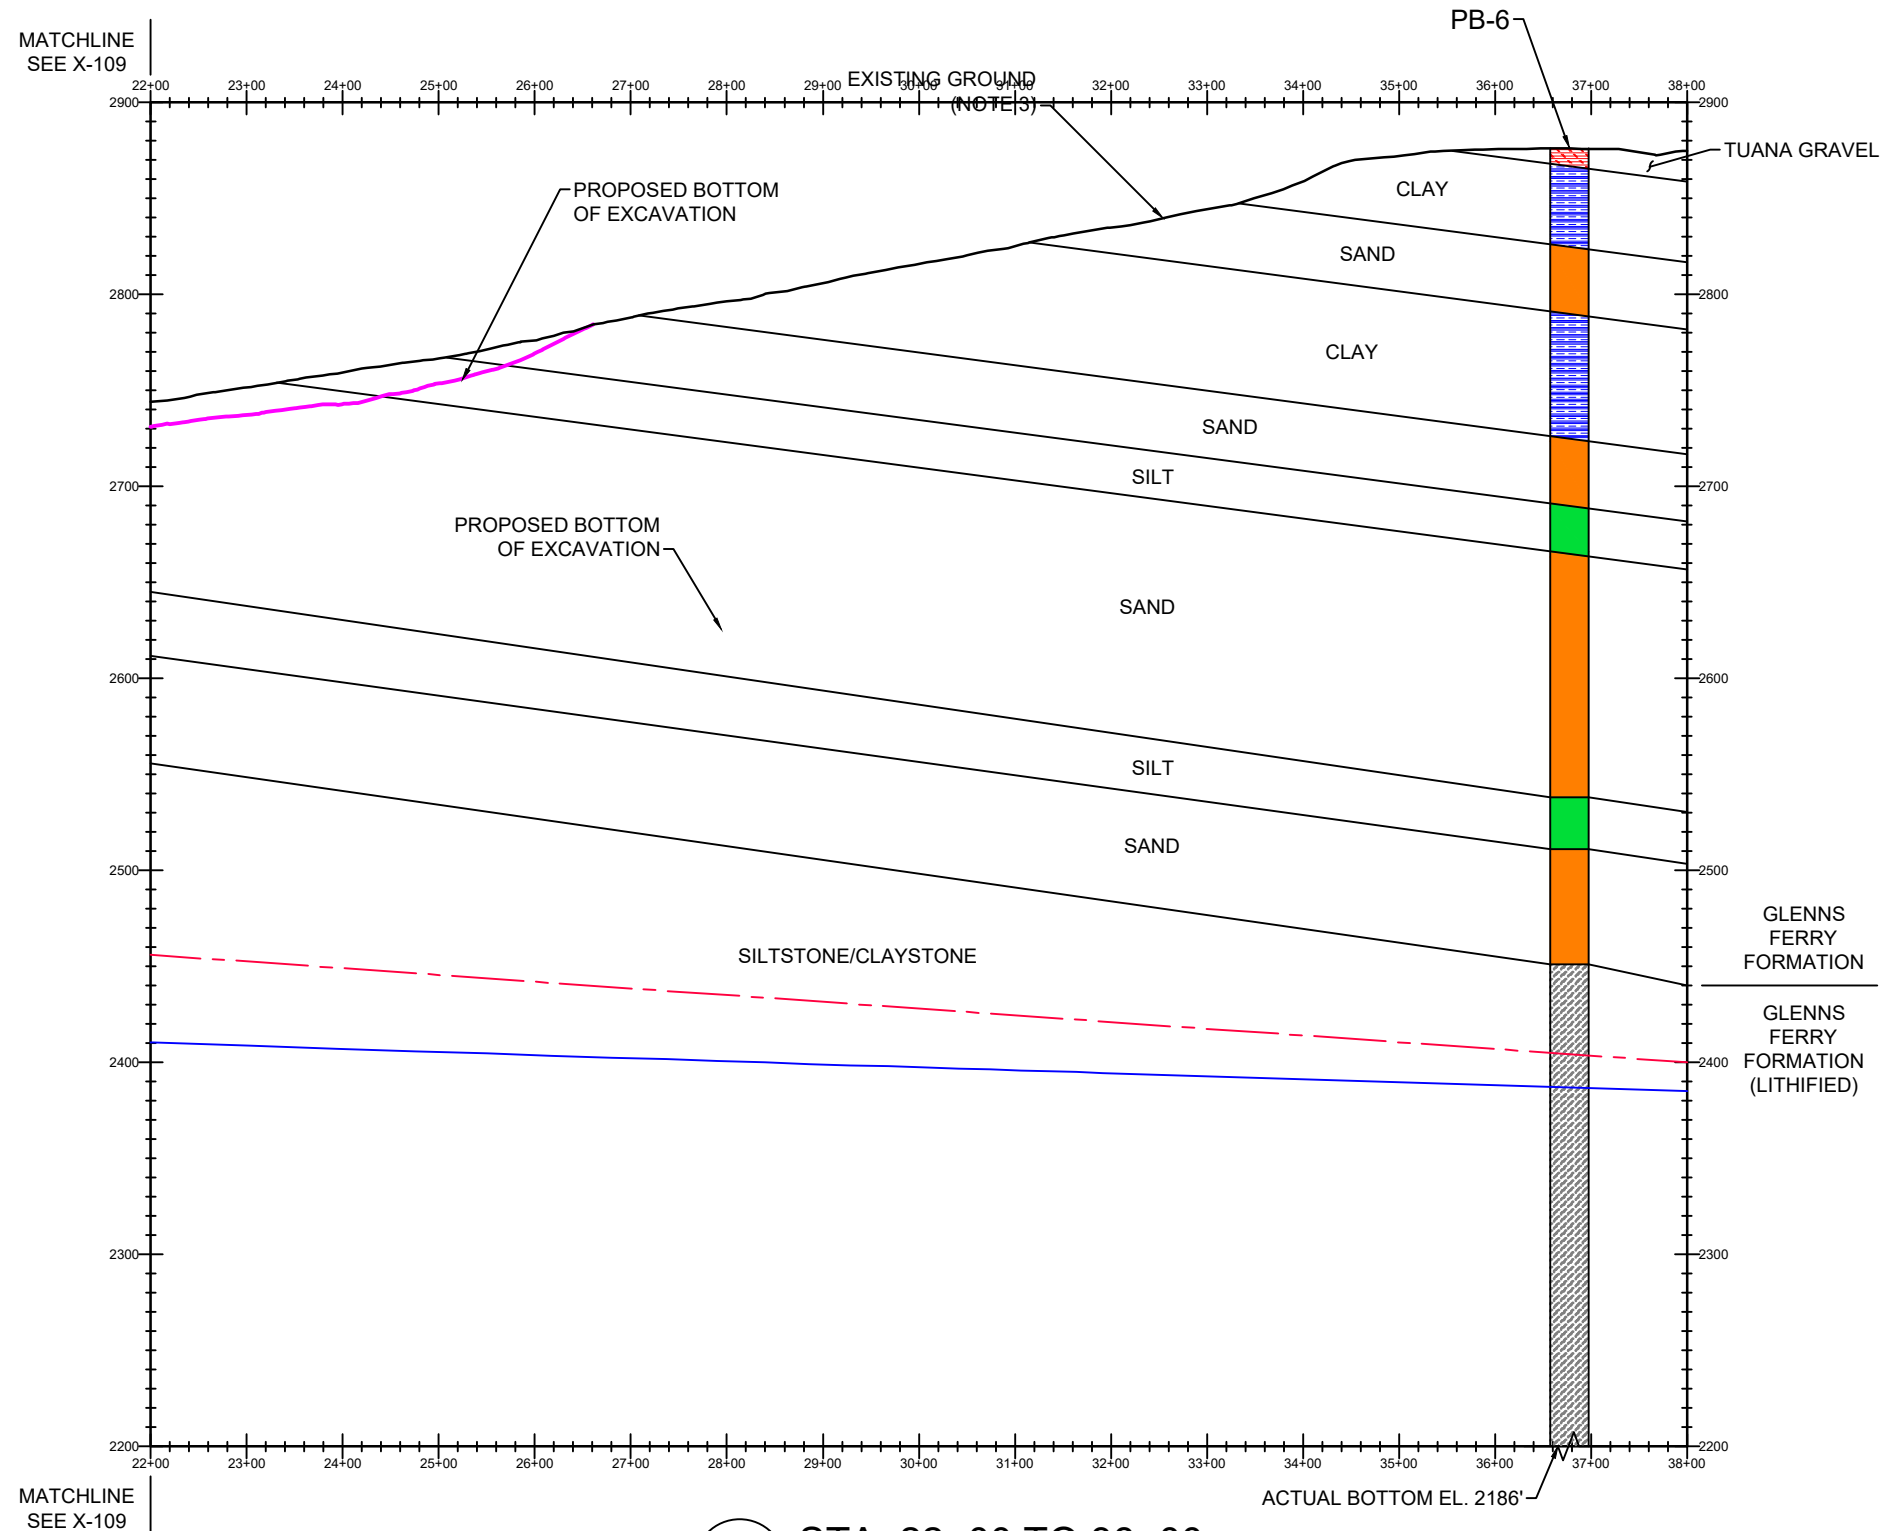 PB-6
MATCHLINE
SEE X-109
EXISTING GROUND
(NOTE 3)
22+00 23+00 24+00 25+00 26+00 27+00 28+00 29+00 30+00 31+00 32+00 33+00 34+00 35+00 36+00 37+00 38+00
2900 2900
TUANA GRAVEL
PROPOSED BOTTOM
OF EXCAVATION
CLAY
SAND
2800 2800
CLAY
SAND
SILT
2700 2700
PROPOSED BOTTOM
OF EXCAVATION
SAND
2600 2600
SILT
SAND
2500 2500
GLENNS
FERRY
FORMATION
SILTSTONE/CLAYSTONE
GLENNS
FERRY
FORMATION
(LITHIFIED)
2400 2400
2300 2300
2200 2200
22+00 23+00 24+00 25+00 26+00 27+00 28+00 29+00 30+00 31+00 32+00 33+00 34+00 35+00 36+00 37+00 38+00
MATCHLINE
SEE X-109
ACTUAL BOTTOM EL. 2186'